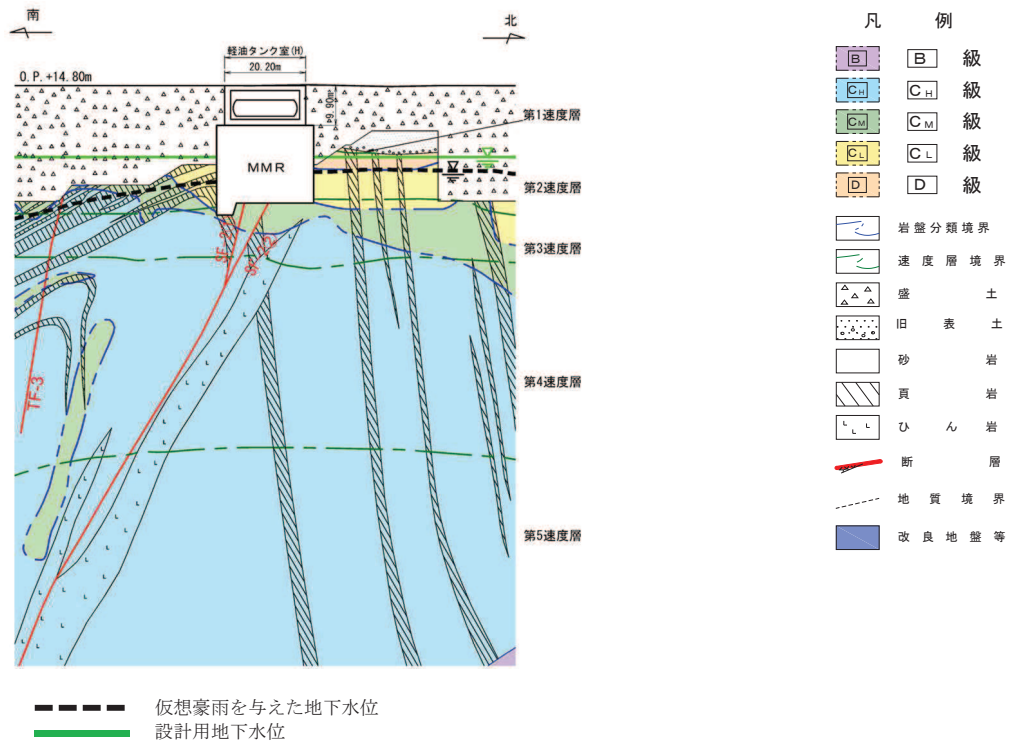 南
北
軽油タンク室(H)
20.20m
O.P.+14.80m
9.90m
第1速度層
MMR
第2速度層
第3速度層
TF-3
第4速度層
第5速度層
凡 例
B B 級
CH CH 級
CM CM 級
CL CL 級
D D 級
岩盤分類境界
速度層境界
盛土
旧表土
砂岩
頁岩
ひん岩
断層
地質境界
改良地盤等
仮想豪雨を与えた地下水位
設計用地下水位